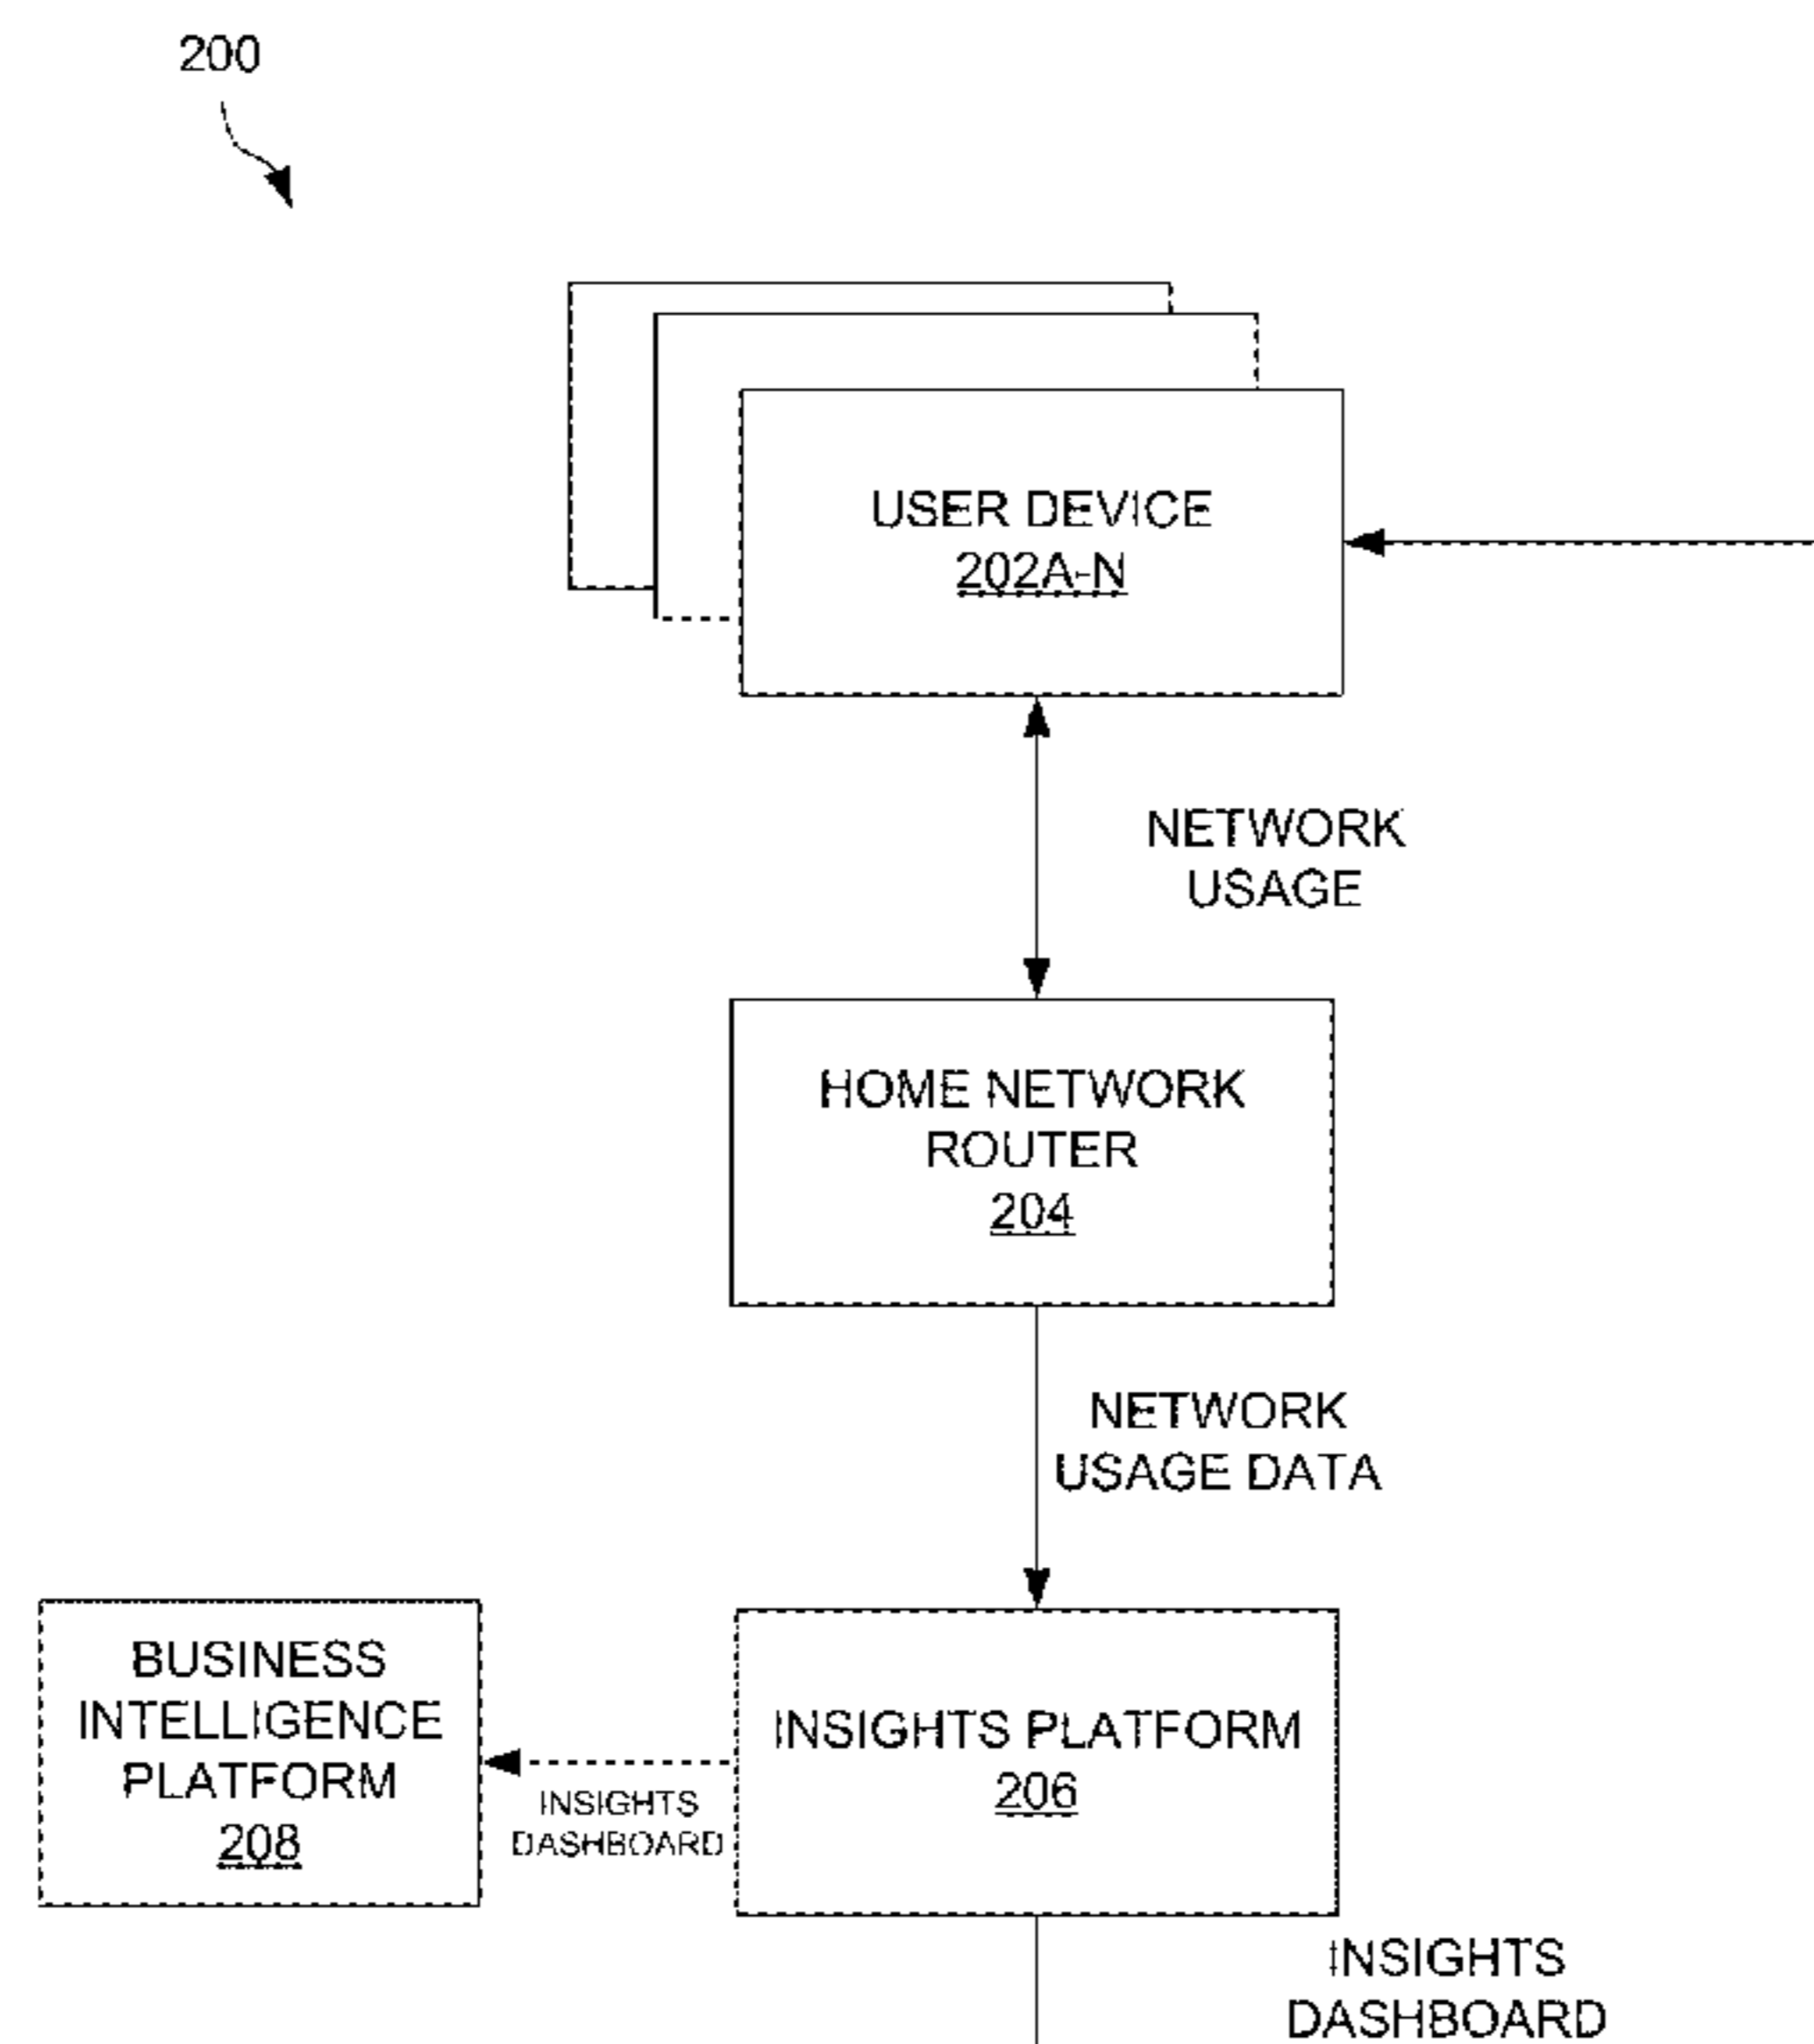 200
USER DEVICE
202A-N
NETWORK
USAGE
HOME NETWORK
ROUTER
204
NETWORK
USAGE DATA
BUSINESS
INTELLIGENCE
PLATFORM
208
INSIGHTS
DASHBOARD
INSIGHTS PLATFORM
206
INSIGHTS
DASHBOARD